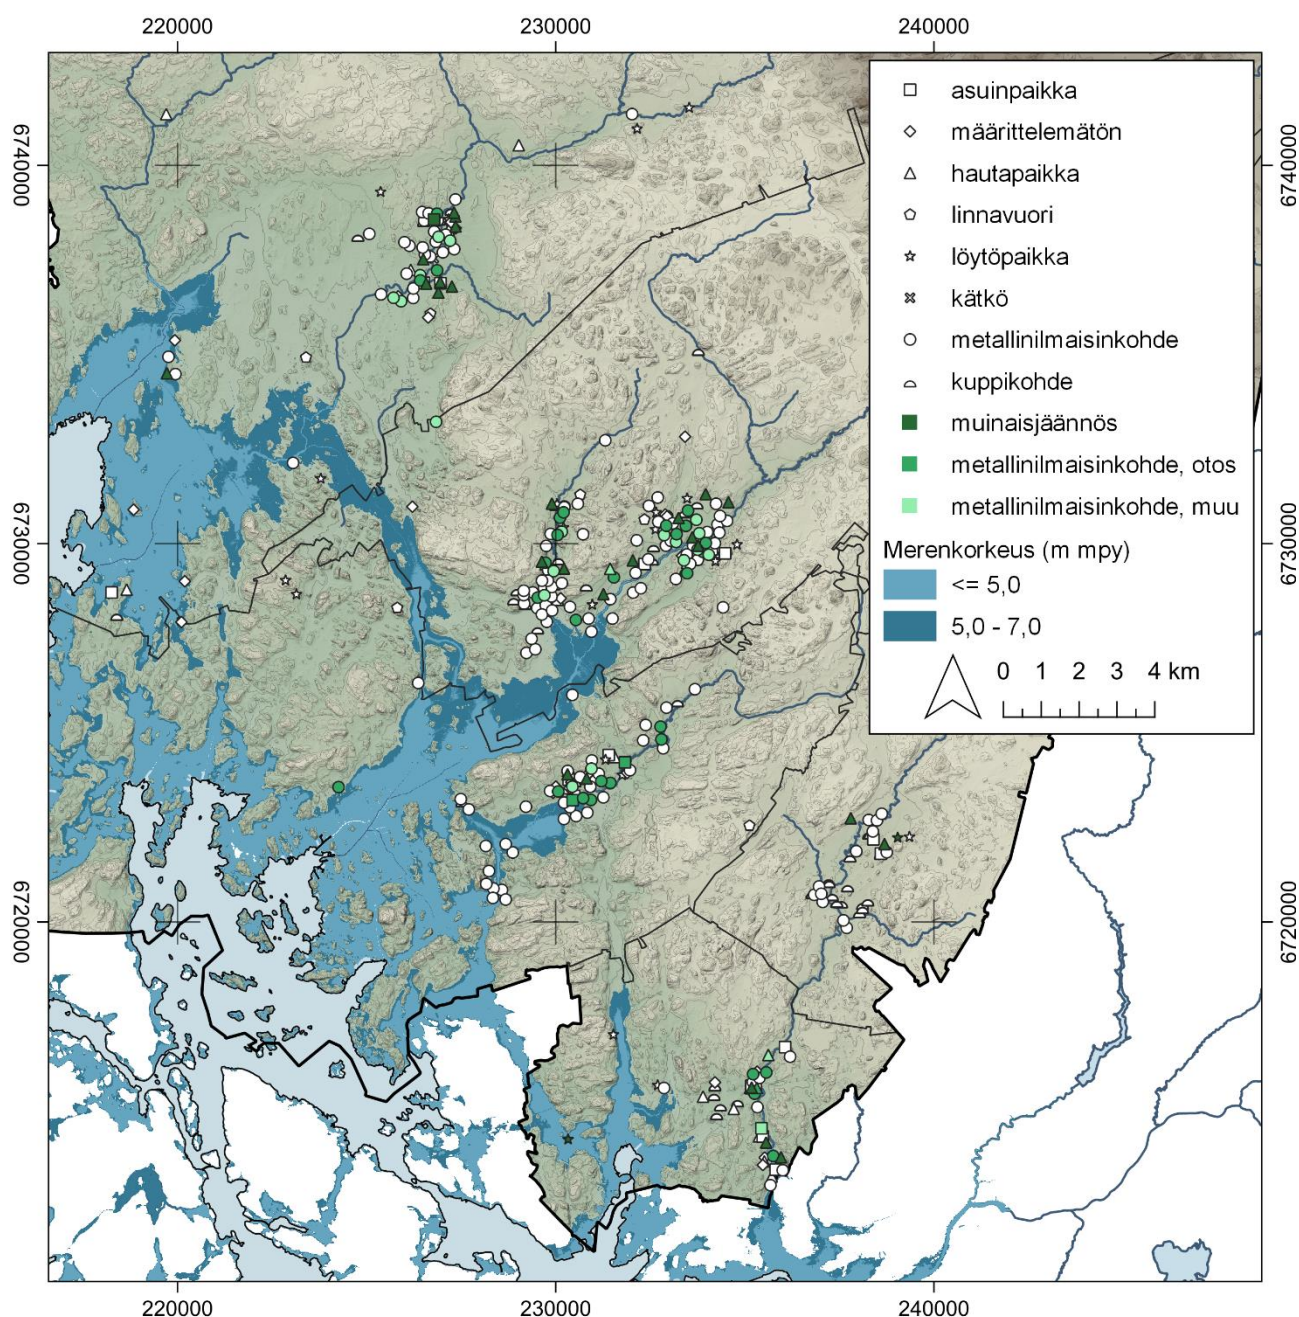 220000
230000
240000
6740000
6740000
asuinpaikka
määrittelemätön
hautapaikka
linnavuori
löytöpaikka
kätkö
metallinilmaisinkohde
kuppikohde
muinaisjäännös
metallinilmaisinkohde, otos
metallinilmaisinkohde, muu
Merenkorkeus (m mpy)
<= 5,0
5,0 - 7,0
0 1 2 3 4 km
6730000
6730000
6720000
6720000
220000
230000
240000